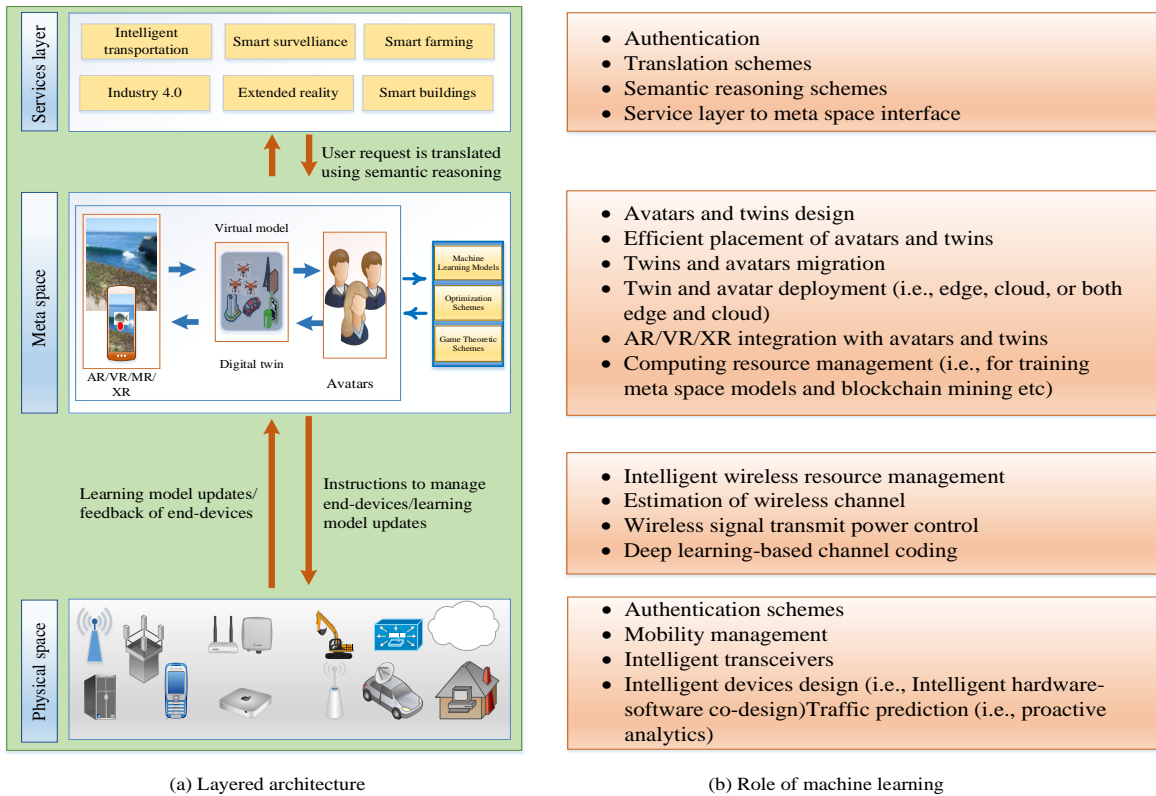 Services layer
Intelligent
transportation
Smart survelliance
Smart farming
Industry 4.0
Extended reality
Smart buildings
User request is translated
using semantic reasoning
Meta space
Virtual model
Digital twin
AR/VR/MR/
XR
Avatars
Machine
Learning Models
Optimization
Schemes
Game Theoretic
Schemes
Learning model updates/
feedback of end-devices
Instructions to manage
end-devices/learning
model updates
Physical space
(a) Layered architecture
• Authentication
• Translation schemes
• Semantic reasoning schemes
• Service layer to meta space interface
• Avatars and twins design
• Efficient placement of avatars and twins
• Twins and avatars migration
• Twin and avatar deployment (i.e., edge, cloud, or both
edge and cloud)
• AR/VR/XR integration with avatars and twins
• Computing resource management (i.e., for training
meta space models and blockchain mining etc)
• Intelligent wireless resource management
• Estimation of wireless channel
• Wireless signal transmit power control
• Deep learning-based channel coding
• Authentication schemes
• Mobility management
• Intelligent transceivers
• Intelligent devices design (i.e., Intelligent hardware-
software co-design)Traffic prediction (i.e., proactive
analytics)
(b) Role of machine learning